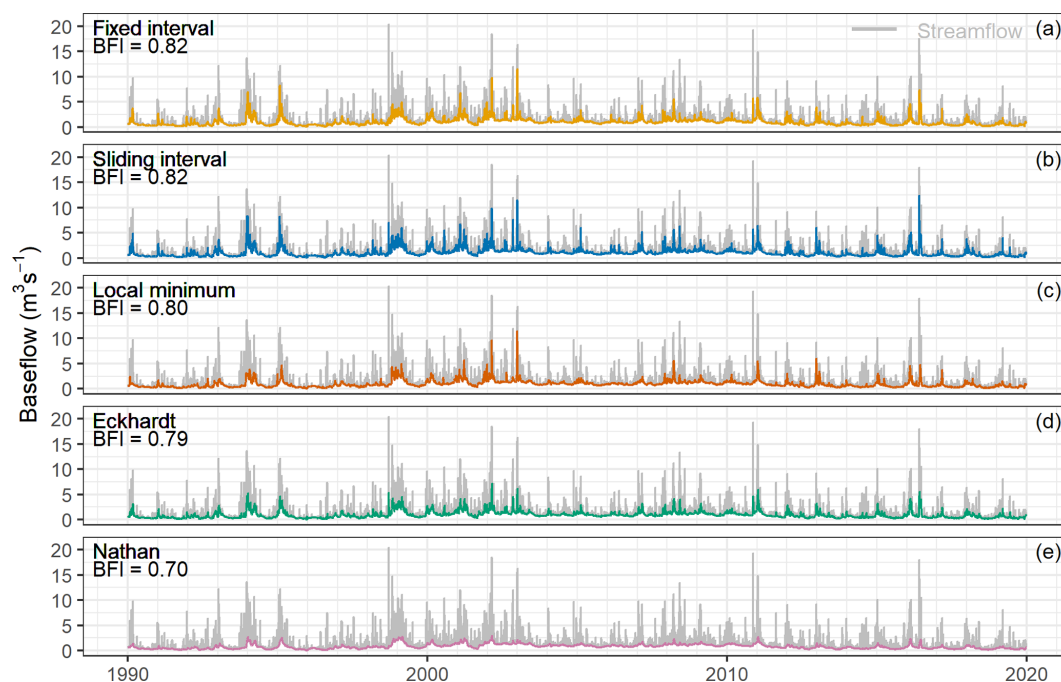 Fixed interval
BFI = 0.82
Streamflow
(a)
20
15
10
5
0
Sliding interval
BFI = 0.82
(b)
20
15
10
5
0
Local minimum
BFI = 0.80
(c)
20
15
10
5
0
Eckhardt
BFI = 0.79
(d)
20
15
10
5
0
Nathan
BFI = 0.70
(e)
20
15
10
5
0
Baseflow (m³s⁻¹)
1990
2000
2010
2020